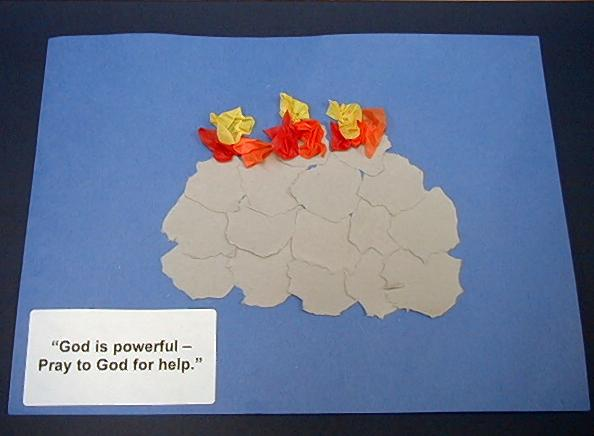 “God is powerful –
Pray to God for help.”